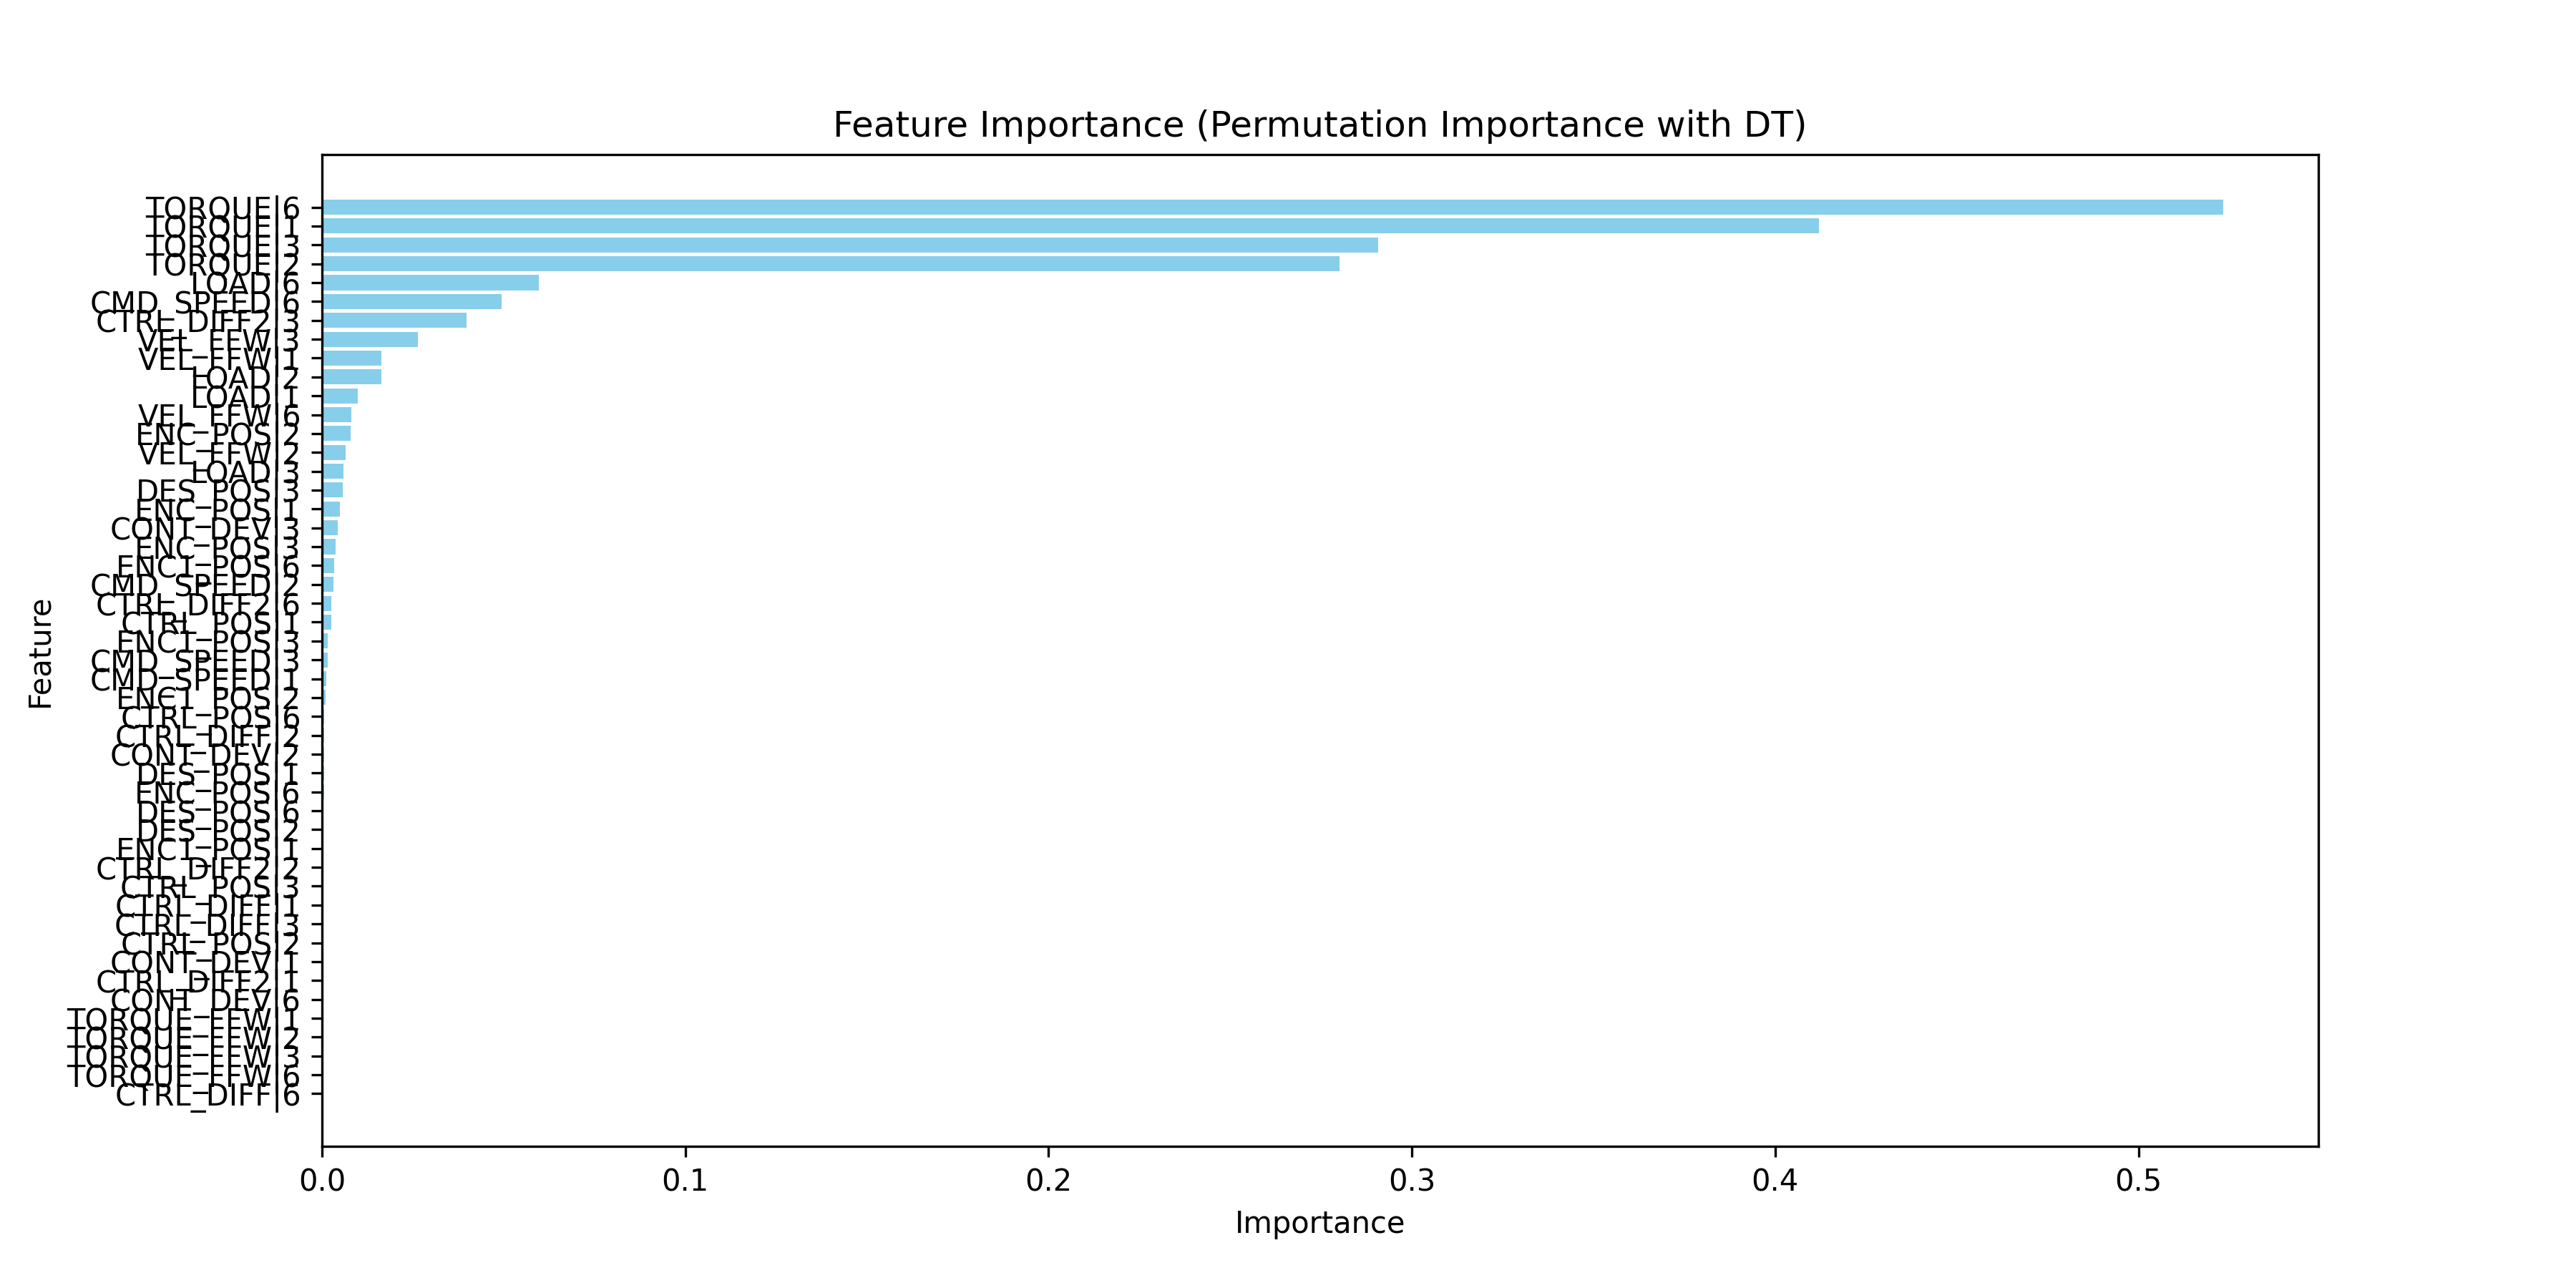 Feature Importance (Permutation Importance with DT)
TORQUE|6
TORQUE|1
TORQUE|3
TORQUE|2
LOAD|6
CMD_SPEED|6
CTRL_DIFF2|3
VEL_FFW|3
VEL_FFW|1
LOAD|2
LOAD|1
VEL_FFW|6
ENC_POS|2
VEL_FFW|2
LOAD|3
DES_POS|3
ENC_POS|1
CONT_DEV|3
ENC_POS|3
ENC1_POS|6
CMD_SPEED|2
CTRL_DIFF2|6
CTRL_POS|1
ENC1_POS|3
CMD_SPEED|3
CMD_SPEED|1
ENC1_POS|2
CTRL_POS|6
CTRL_DIFF|2
CONT_DEV|2
DES_POS|1
ENC_POS|6
DES_POS|6
DES_POS|2
ENC1_POS|1
CTRL_DIFF2|2
CTRL_POS|3
CTRL_DIFF|1
CTRL_DIFF|3
CTRL_POS|2
CONT_DEV|1
CTRL_DIFF2|1
CONT_DEV|6
TORQUE_FFW|1
TORQUE_FFW|2
TORQUE_FFW|3
TORQUE_FFW|6
CTRL_DIFF|6
Feature
0.0 0.1 0.2 0.3 0.4 0.5
Importance